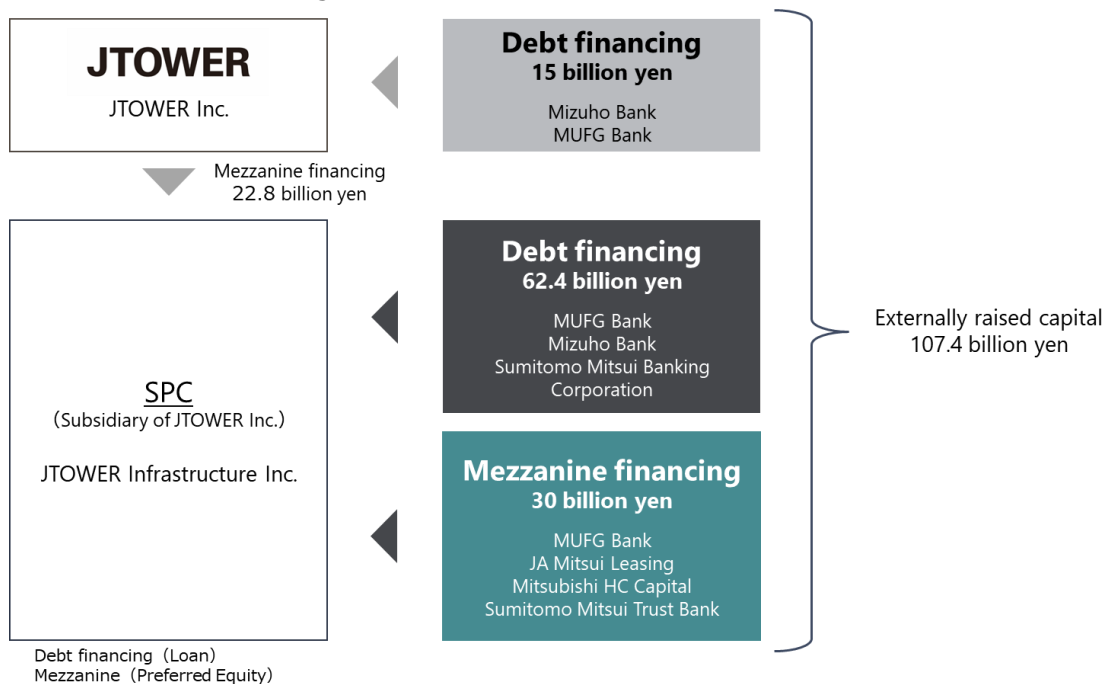 JTOWER
JTOWER Inc.
Debt financing
15 billion yen
Mizuho Bank
MUFG Bank
Mezzanine financing
22.8 billion yen
SPC
(Subsidiary of JTOWER Inc.)
JTOWER Infrastructure Inc.
Debt financing
62.4 billion yen
MUFG Bank
Mizuho Bank
Sumitomo Mitsui Banking
Corporation
Mezzanine financing
30 billion yen
MUFG Bank
JA Mitsui Leasing
Mitsubishi HC Capital
Sumitomo Mitsui Trust Bank
Externally raised capital
107.4 billion yen
Debt financing（Loan）
Mezzanine（Preferred Equity）